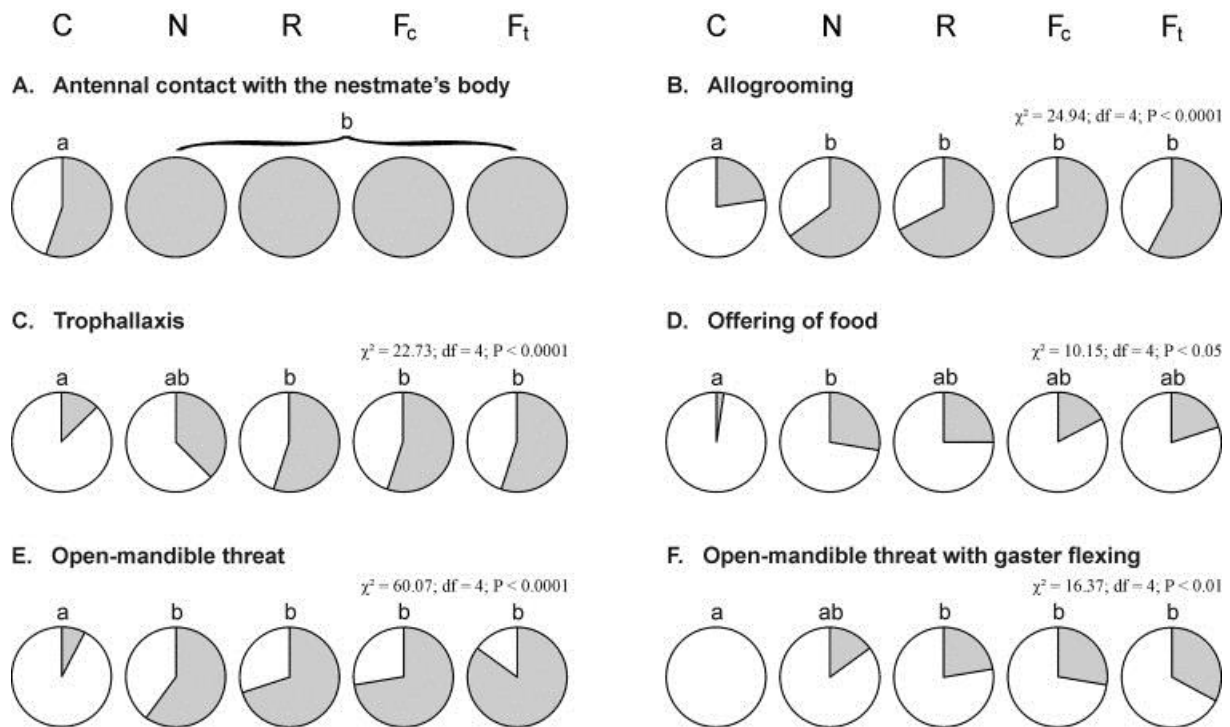 C N R Fc Ft C N R Fc Ft
A. Antennal contact with the nestmate's body
b
a
B. Allogrooming
χ² = 24.94; df = 4; P < 0.0001
a b b b b
C. Trophallaxis
χ² = 22.73; df = 4; P < 0.0001
a ab b b b
D. Offering of food
χ² = 10.15; df = 4; P < 0.05
a b ab ab ab
E. Open-mandible threat
χ² = 60.07; df = 4; P < 0.0001
a b b b b
F. Open-mandible threat with gaster flexing
χ² = 16.37; df = 4; P < 0.01
a ab b b b